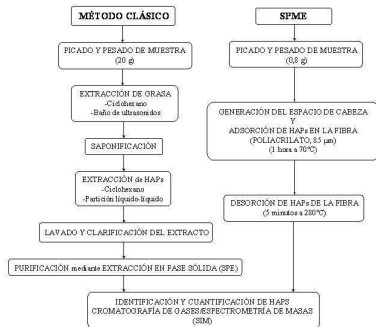 MÉTODO CLÁSICO
PICADO Y PESADO DE MUESTRA
(20 g)
EXTRACCIÓN DE GRASA
-Ciclohexano
-Baño de ultrasonidos
SAPONIFICACIÓN
EXTRACCIÓN de HAPs
-Ciclohexano
-Partición líquido-líquido
LAVADO Y CLARIFICACIÓN DEL EXTRACTO
PURIFICACIÓN mediante EXTRACCIÓN EN FASE SÓLIDA (SPE)
SPME
PICADO Y PESADO DE MUESTRA
(0,8 g)
GENERACIÓN DEL ESPACIO DE CABEZA
Y
ADSORCIÓN DE HAPs EN LA FIBRA
(POLIACRILATO, 85 μm)
(1 hora a 70°C)
DESORCIÓN DE HAPs DE LA FIBRA
(5 minutos a 280°C)
IDENTIFICACIÓN Y CUANTIFICACIÓN DE HAPS
CROMATOGRAFÍA DE GASES/ESPECTROMETRÍA DE MASAS
(SIM)